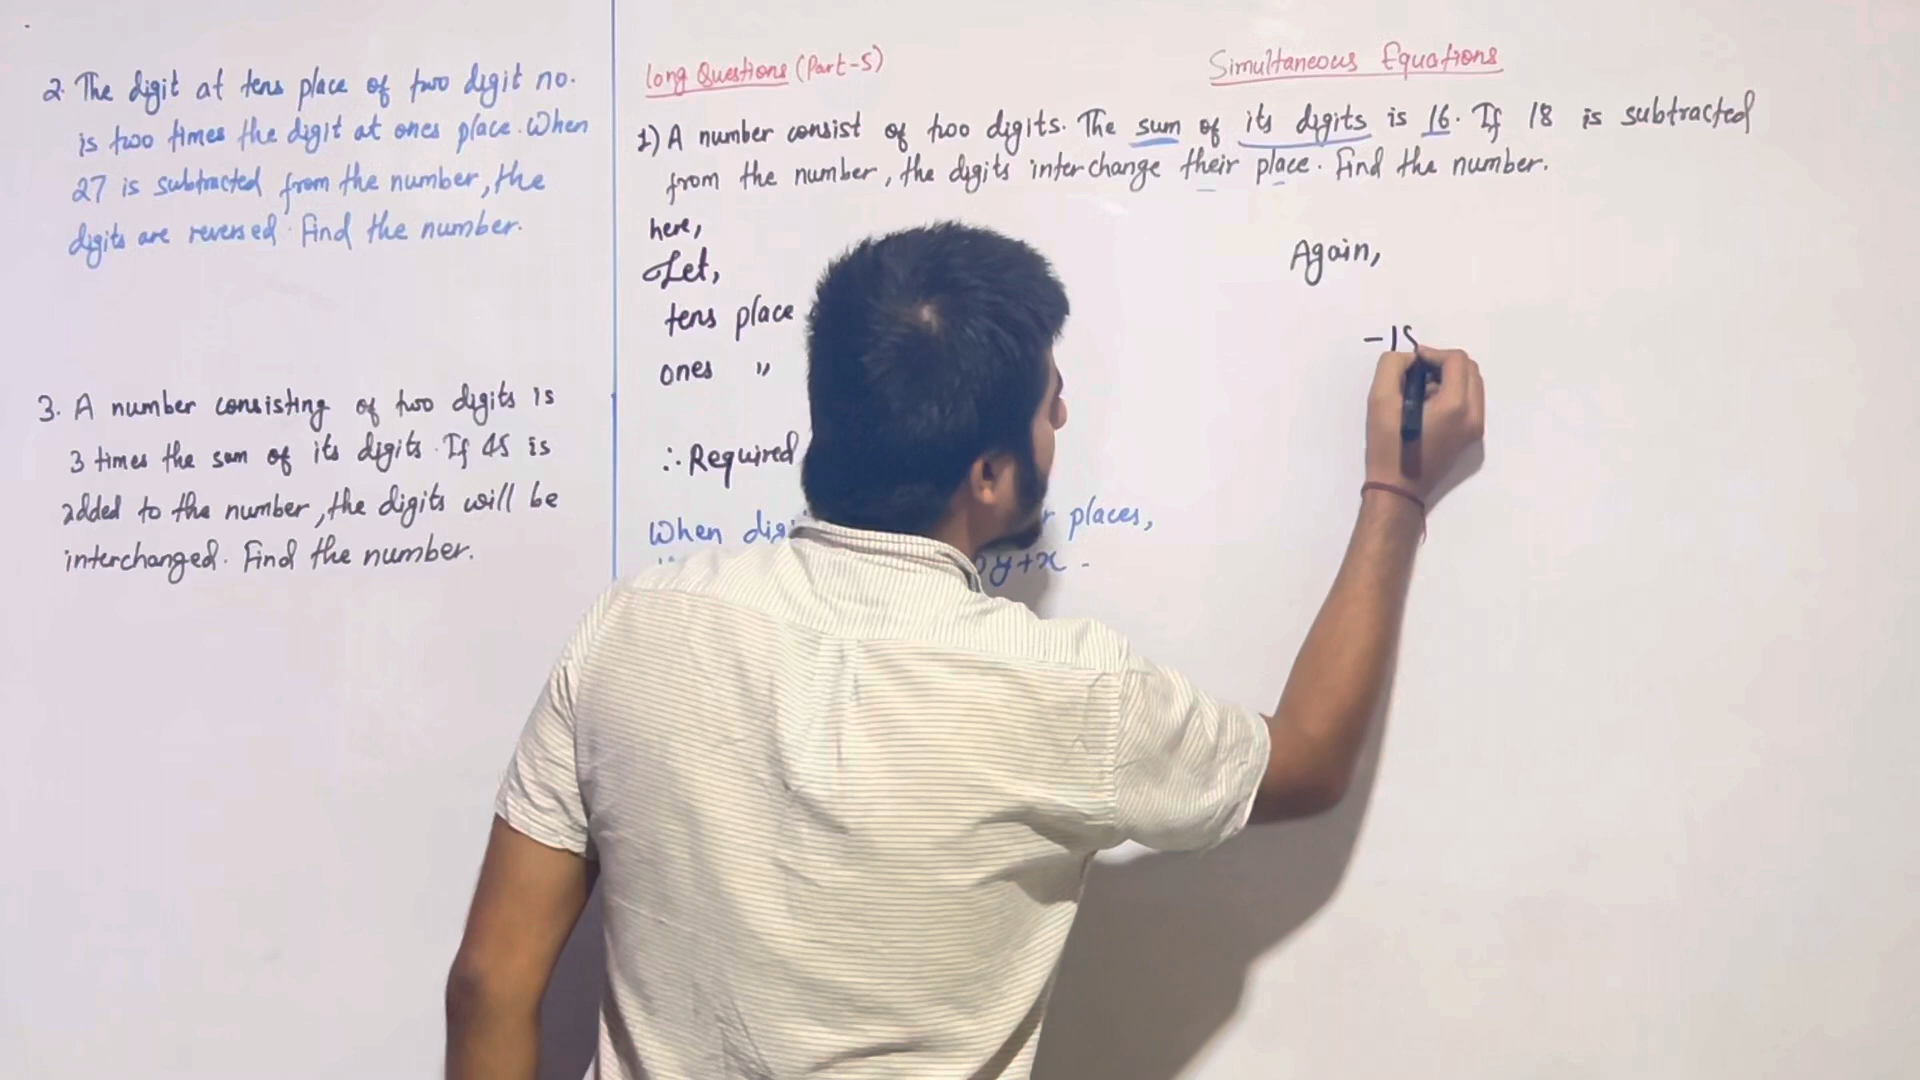 2. The digit at tens place of two digit no.
is two times the digit at ones place. When
27 is subtracted from the number, the
digits are reversed. Find the number.
3. A number consisting of two digits is
3 times the sum of its digits. If 45 is
added to the number, the digits will be
interchanged. Find the number.
Long Questions (Part-5)
Simultaneous Equations
1) A number consist of two digits. The sum of its digits is 16. If 18 is subtracted
from the number, the digits interchange their place. Find the number.
here,
Let,
tens place
ones "
∴ Required
When places,
y+x.
Again,